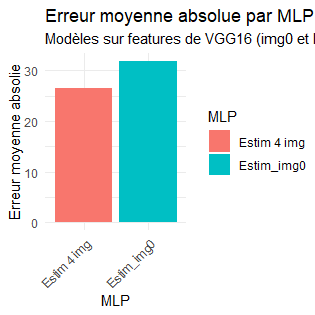 Erreur moyenne absolue par MLP
Modèles sur features de VGG16 (img0 et
Erreur moyenne absolie
30
20
10
0
Estim 4 img
Estim_img0
MLP
MLP
Estim 4 img
Estim_img0